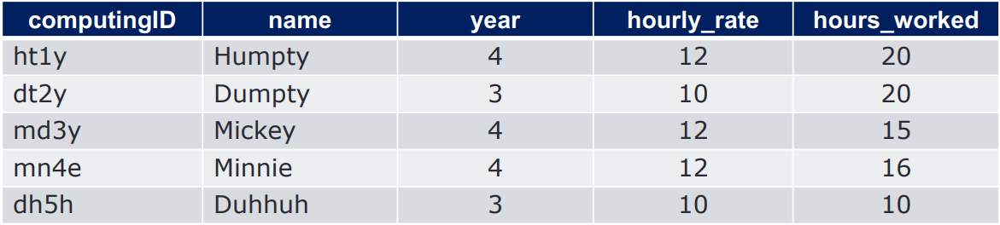 computingID name year hourly_rate hours_worked
ht1y Humpty 4 12 20
dt2y Dumpty 3 10 20
md3y Mickey 4 12 15
mn4e Minnie 4 12 16
dh5h Duhhuh 3 10 10